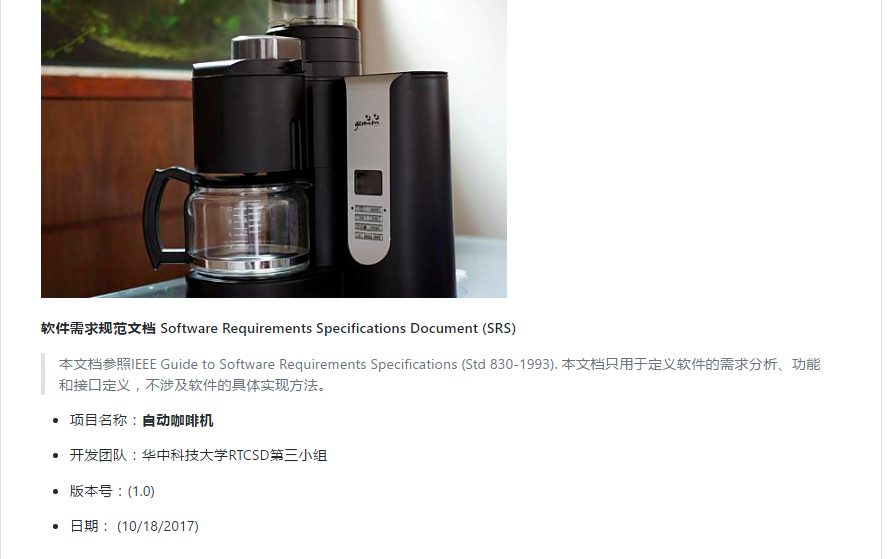 gemini
软件需求规范文档 Software Requirements Specifications Document (SRS)
本文档参照IEEE Guide to Software Requirements Specifications (Std 830-1993). 本文档只用于定义软件的需求分析、功能
和接口定义，不涉及软件的具体实现方法。
项目名称：自动咖啡机
开发团队：华中科技大学RTCSD第三小组
版本号：(1.0)
日期： (10/18/2017)